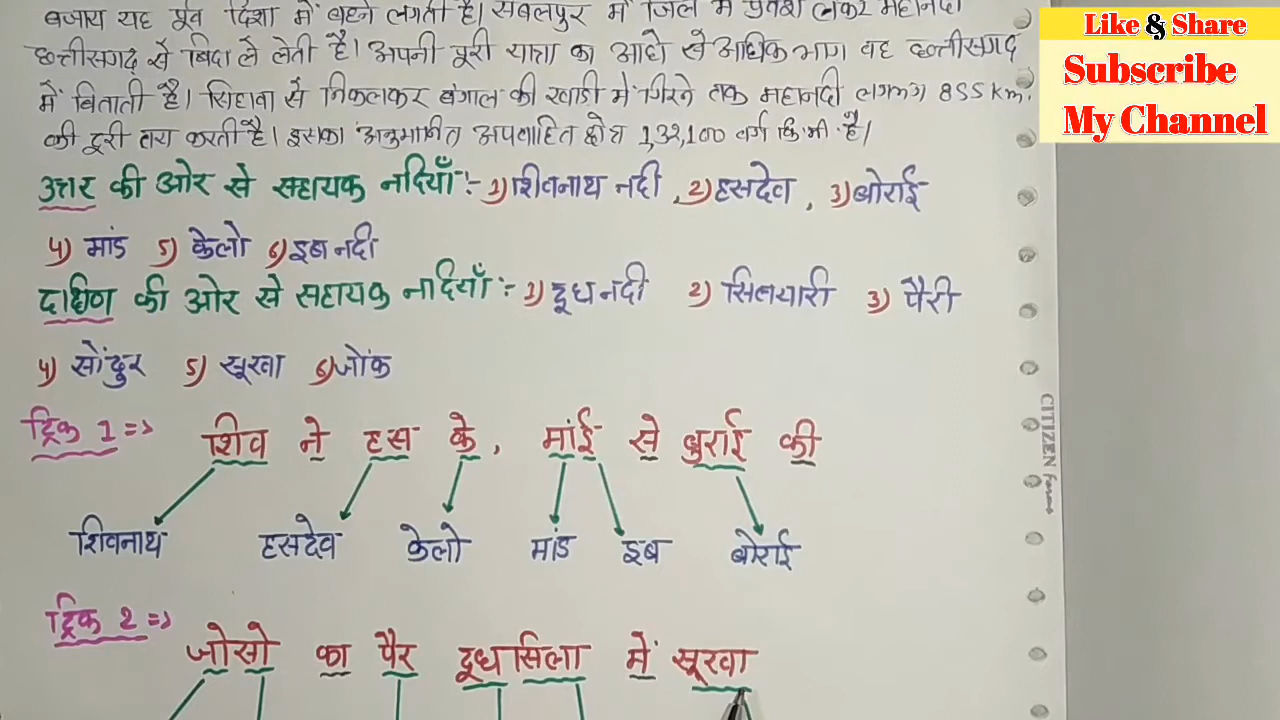 बजाय यह पूर्व दिशा में बहने लगती है। संबलपुर में जिले में प्रवेश लेकर महानदी
छत्तीसगढ़ से बिदा ले लेती है। अपनी पूरी यात्रा का आधे से अधिक भाग वह छत्तीसगढ़
में बिताती है। सिहावा से निकलकर बंगाल की खाडी में गिरने तक महानदी लगभग 855 Km.
की दूरी तय करती है। इसका अनुमानित अपवाहित क्षेत्र 1,32,100 वर्ग कि.मी. है।
उत्तर की ओर से सहायक नदियाँ :- 1) शिवनाथ नदी, 2) हसदेव, 3) बोराई
4) मांड 5) केलो 6) इब नदी
दक्षिण की ओर से सहायक नदियाँ :- 1) दूध नदी 2) सिलयारी 3) पैरी
4) सोंदुर 5) सूखा 6) जोंक
ट्रिक 1 => शिव ने हस के, मांई से बुराई की
शिवनाथ हसदेव केलो मांड इब बोराई
ट्रिक 2 => जोसो का पैर दूध सिला में सूखा
Like & Share
Subscribe
My Channel
CITIZEN Forms